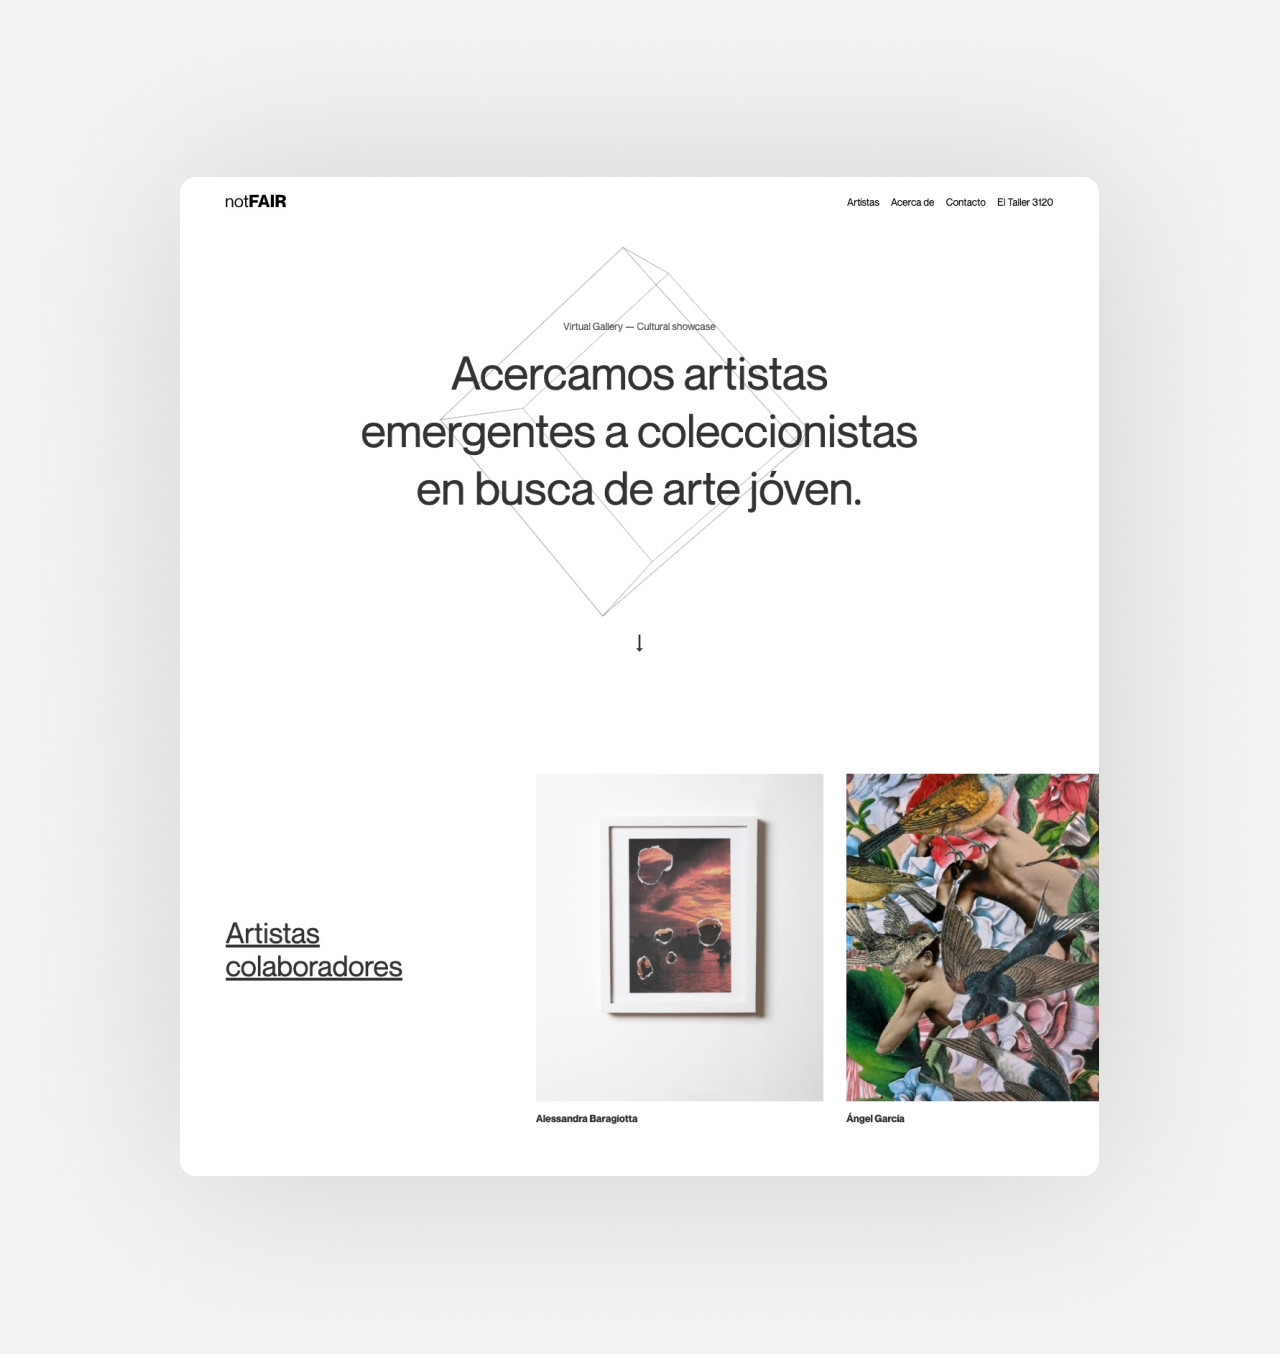 notFAIR
Artistas Acerca de Contacto El Taller 3120
Virtual Gallery — Cultural showcase
Acercamos artistas
emergentes a coleccionistas
en busca de arte jóven.
Artistas
colaboradores
Alessandra Baragiotta
Ángel García